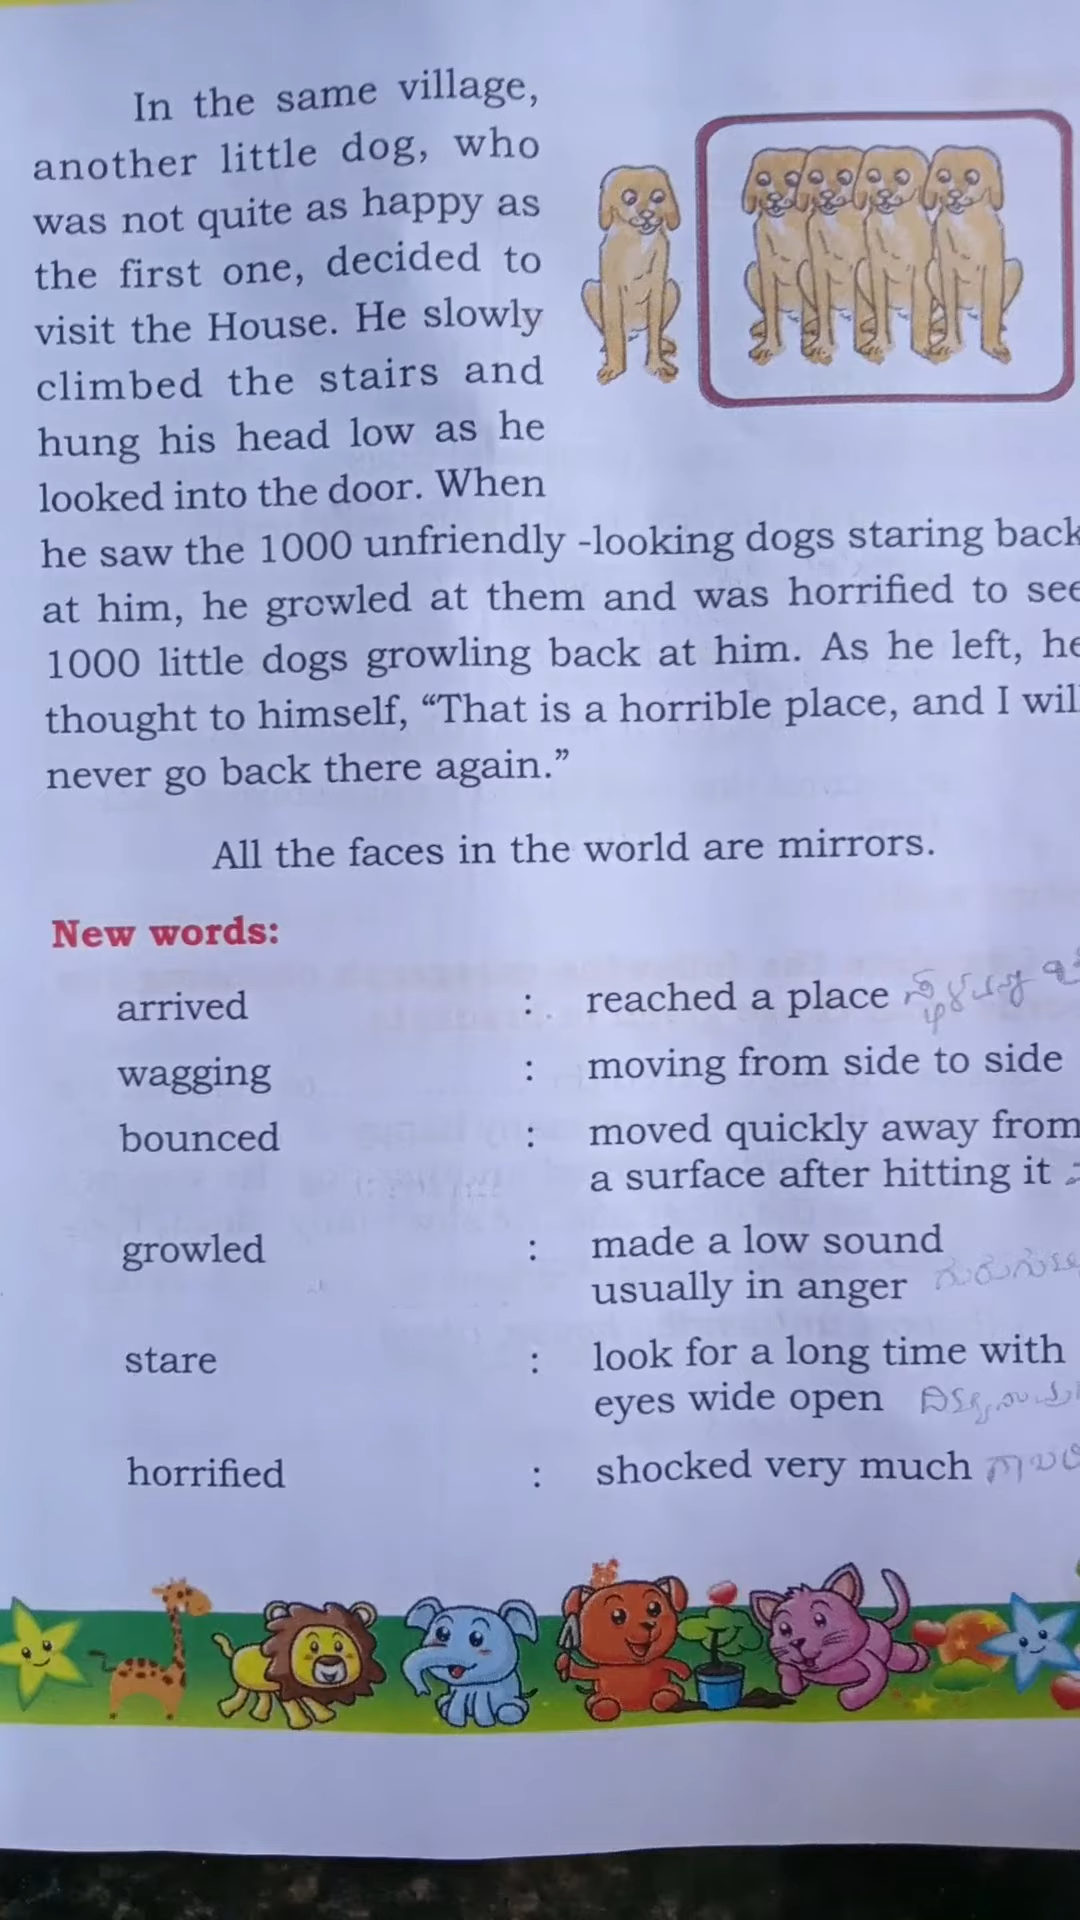 In the same village,
another little dog, who
was not quite as happy as
the first one, decided to
visit the House. He slowly
climbed the stairs and
hung his head low as he
looked into the door. When
he saw the 1000 unfriendly -looking dogs staring back
at him, he growled at them and was horrified to see
1000 little dogs growling back at him. As he left, he
thought to himself, “That is a horrible place, and I wil
never go back there again.”
All the faces in the world are mirrors.
New words:
arrived : reached a place
wagging : moving from side to side
bounced : moved quickly away from
a surface after hitting it
growled : made a low sound
usually in anger
stare : look for a long time with
eyes wide open
horrified : shocked very much